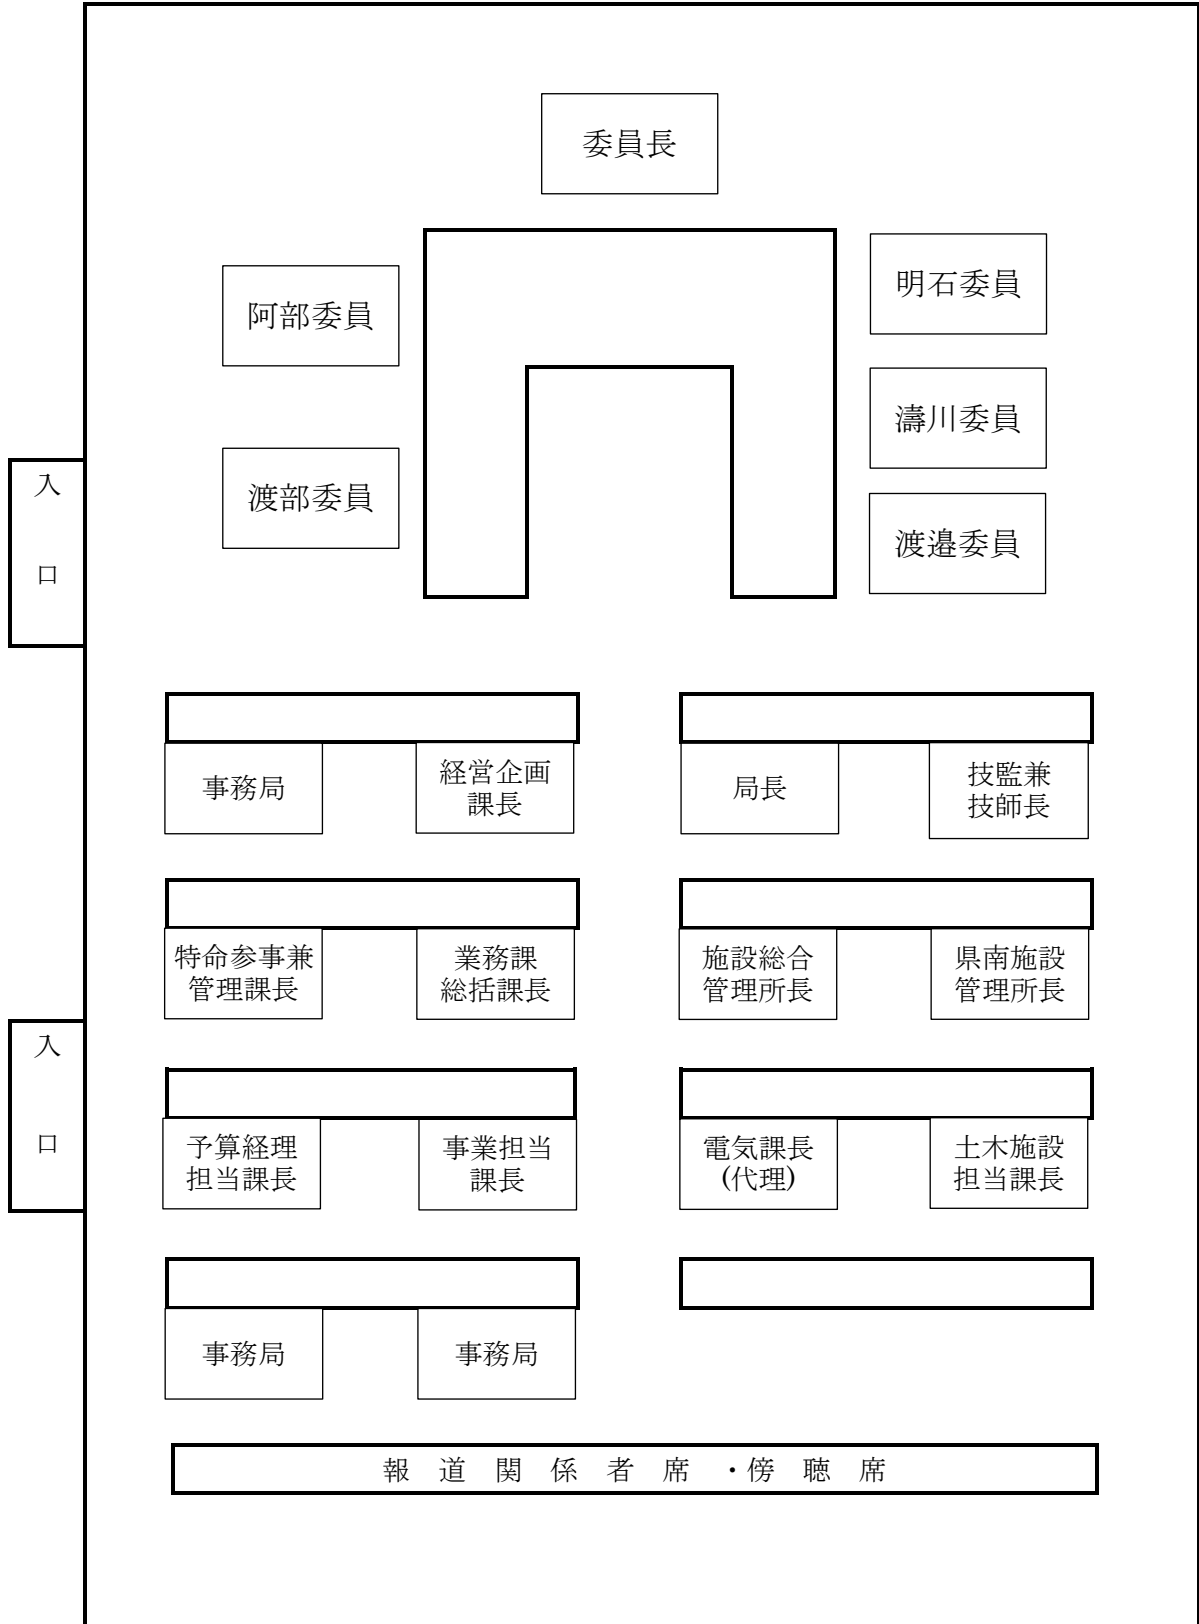 委員長
阿部委員
明石委員
濤川委員
渡部委員
渡邉委員
入
口
事務局
経営企画
課長
局長
技監兼
技師長
特命参事兼
管理課長
業務課
総括課長
施設総合
管理所長
県南施設
管理所長
入
口
予算経理
担当課長
事業担当
課長
電気課長
(代理)
土木施設
担当課長
事務局
事務局
報道関係者席・傍聴席